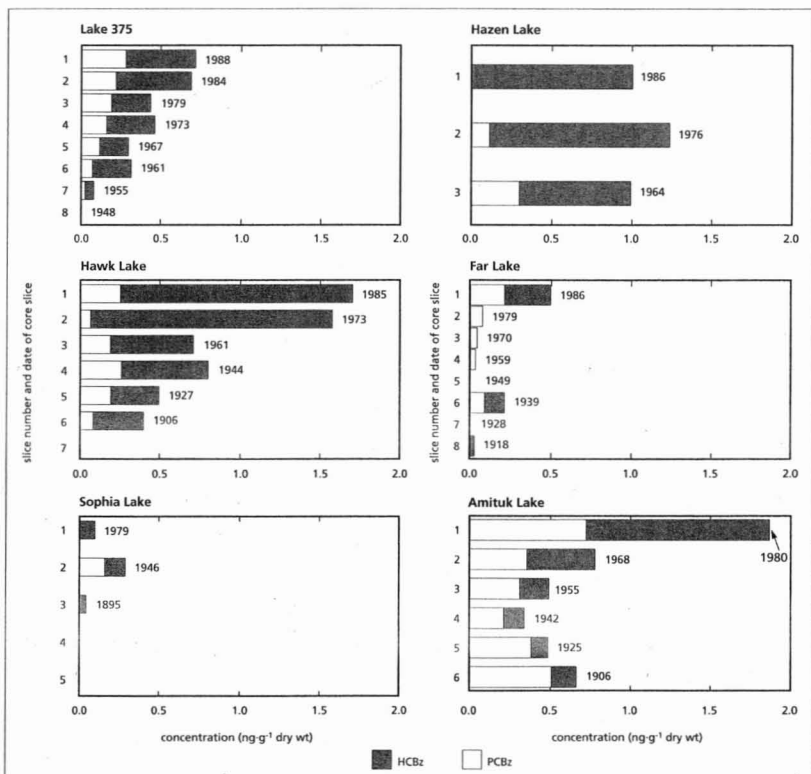 Lake 375
1 1988
2 1984
3 1979
4 1973
5 1967
6 1961
7 1955
8 1948
0.0 0.5 1.0 1.5 2.0
Hazen Lake
1 1986
2 1976
3 1964
0.0 0.5 1.0 1.5 2.0
slice number and date of core slice
Hawk Lake
1 1985
2 1973
3 1961
4 1944
5 1927
6 1906
7
0.0 0.5 1.0 1.5 2.0
slice number and date of core slice
Far Lake
1 1986
2 1979
3 1970
4 1959
5 1949
6 1939
7 1928
8 1918
0.0 0.5 1.0 1.5 2.0
Sophia Lake
1 1979
2 1946
3 1895
4
5
0.0 0.5 1.0 1.5 2.0
concentration (ng·g⁻¹ dry wt)
Amituk Lake
1 1980
2 1968
3 1955
4 1942
5 1925
6 1906
0.0 0.5 1.0 1.5 2.0
concentration (ng·g⁻¹ dry wt)
HCBz PCBz